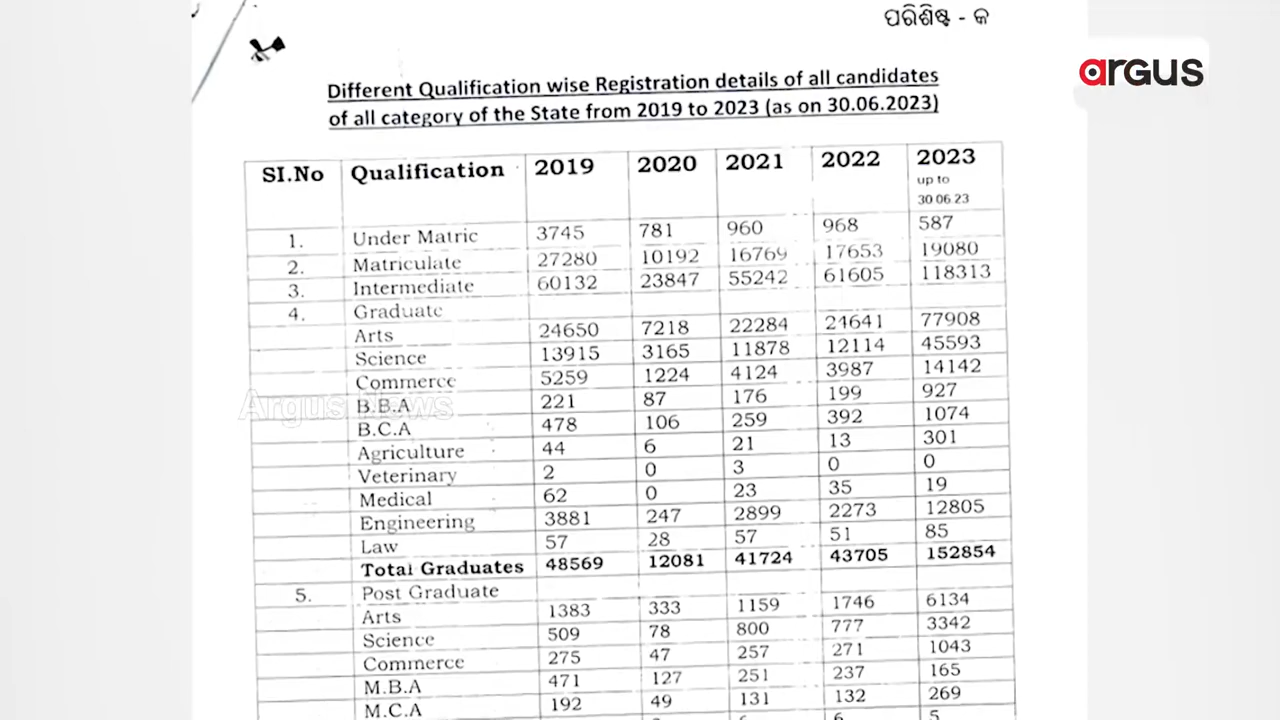 ପରିଶିଷ୍ଟ - କ
argus
Different Qualification wise Registration details of all candidates
of all category of the State from 2019 to 2023 (as on 30.06.2023)
SI.No Qualification 2019 2020 2021 2022 2023
up to
30 06.23
1. Under Matric 3745 781 960 968 587
2. Matriculate 27280 10192 16769 17653 19080
3. Intermediate 60132 23847 55242 61605 118313
4. Graduate
Arts 24650 7218 22284 24641 77908
Science 13915 3165 11878 12114 45593
Commerce 5259 1224 4124 3987 14142
Argus News
B.B.A 221 87 176 199 927
B.C.A 478 106 259 392 1074
Agriculture 44 6 21 13 301
Veterinary 2 0 3 0 0
Medical 62 0 23 35 19
Engineering 3881 247 2899 2273 12805
Law 57 28 57 51 85
Total Graduates 48569 12081 41724 43705 152854
5. Post Graduate
Arts 1383 333 1159 1746 6134
Science 509 78 800 777 3342
Commerce 275 47 257 271 1043
M.B.A 471 127 251 237 165
M.C.A 192 49 131 132 269